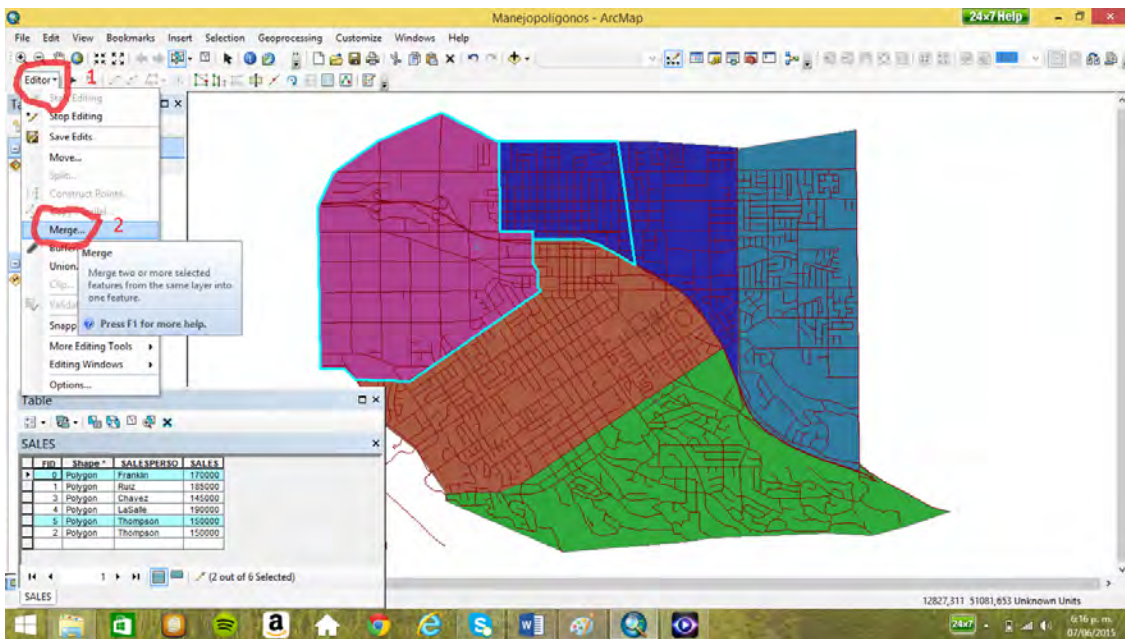 Manejopoligonos - ArcMap
24x7 Help
File Edit View Bookmarks Insert Selection Geoprocessing Customize Windows Help
Editor
1
Stop Editing
Save Edits
Move...
Split...
Construct Points...
Merge...
2
Merge
Merge two or more selected
features from the same layer into
one feature.
Press F1 for more help.
Union
Clip...
Snapp
More Editing Tools
Editing Windows
Options...
Table
SALES
FID Shape * SALESPERSO SALES
0 Polygon Franklin 170000
1 Polygon Ruiz 185000
3 Polygon Chavez 145000
4 Polygon LaSalle 190000
5 Polygon Thompson 150000
2 Polygon Thompson 150000
1
(2 out of 6 Selected)
SALES
12827,311 51081,653 Unknown Units
24x7
6:16 p. m.
07/06/2015